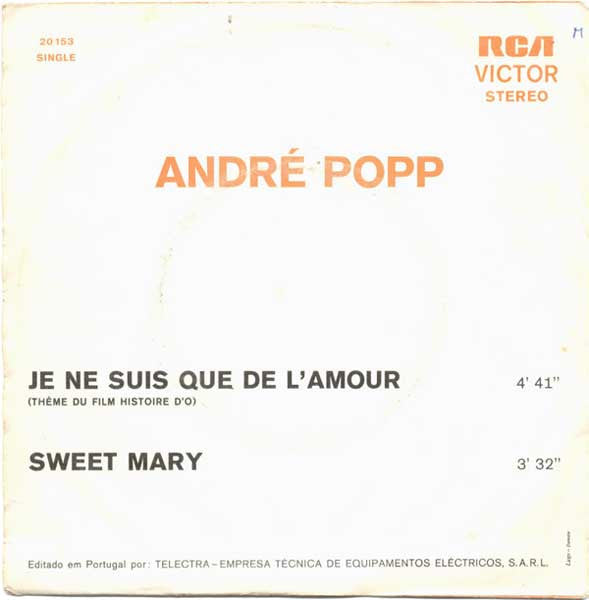 20153
SINGLE
RCA
VICTOR
STEREO
M
ANDRÉ POPP
JE NE SUIS QUE DE L'AMOUR 4' 41"
(THÈME DU FILM HISTOIRE D'O)
SWEET MARY 3' 32"
Editado em Portugal por: TELECTRA – EMPRESA TÉCNICA DE EQUIPAMENTOS ELÉCTRICOS, S.A.R.L.